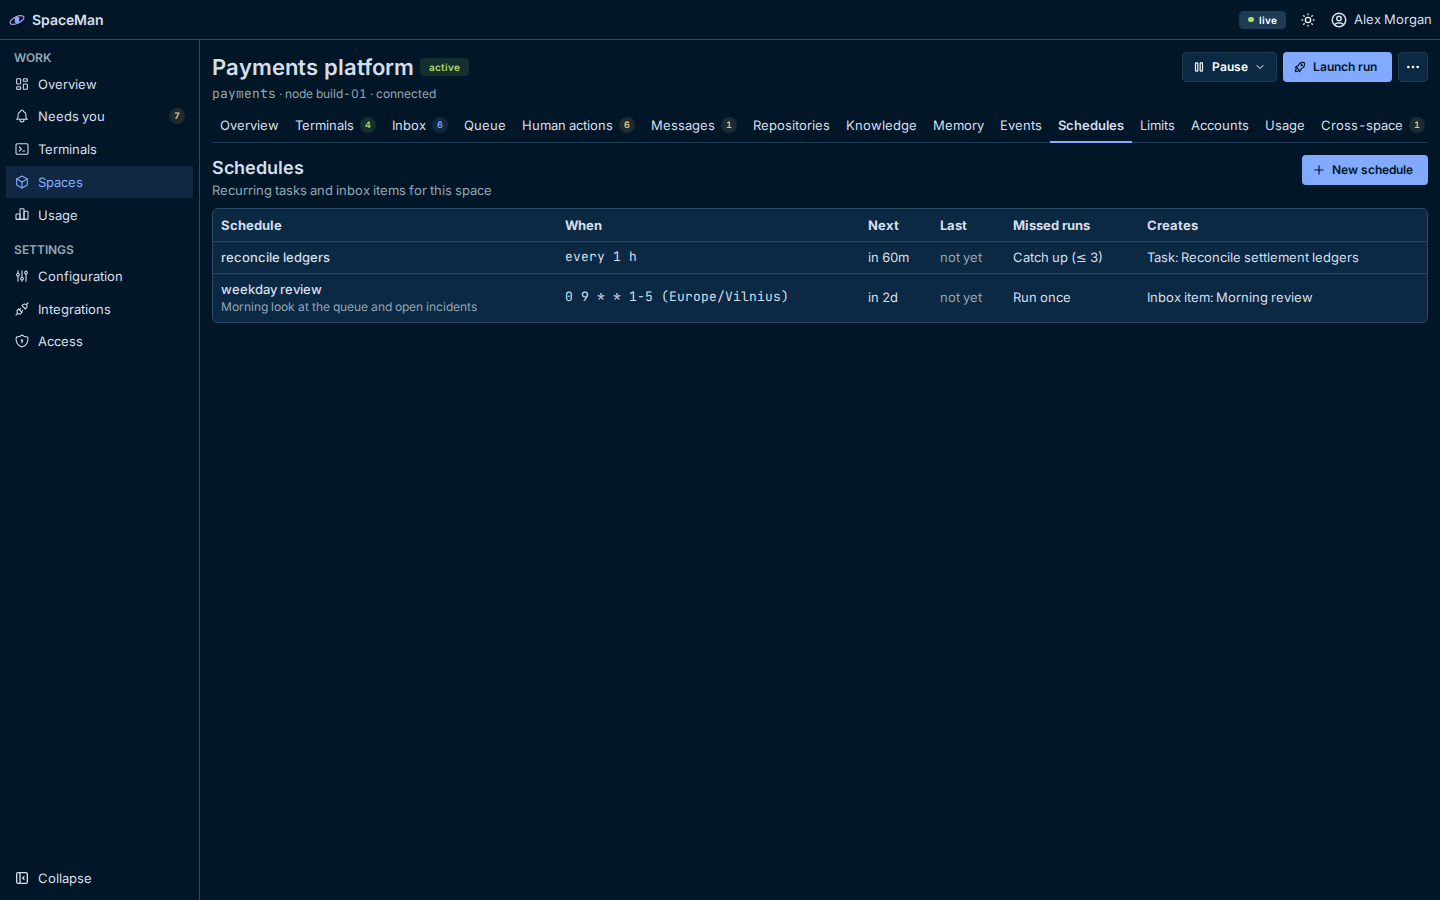 SpaceMan
live
Alex Morgan
WORK
Overview
Needs you 7
Terminals
Spaces
Usage
SETTINGS
Configuration
Integrations
Access
Collapse
Payments platform active
payments · node build-01 · connected
Pause
Launch run
Overview Terminals 4 Inbox 6 Queue Human actions 6 Messages 1 Repositories Knowledge Memory Events Schedules Limits Accounts Usage Cross-space 1
Schedules
Recurring tasks and inbox items for this space
New schedule
Schedule When Next Last Missed runs Creates
reconcile ledgers every 1 h in 60m not yet Catch up (≤ 3) Task: Reconcile settlement ledgers
weekday review 0 9 * * 1-5 (Europe/Vilnius) in 2d not yet Run once Inbox item: Morning review
Morning look at the queue and open incidents